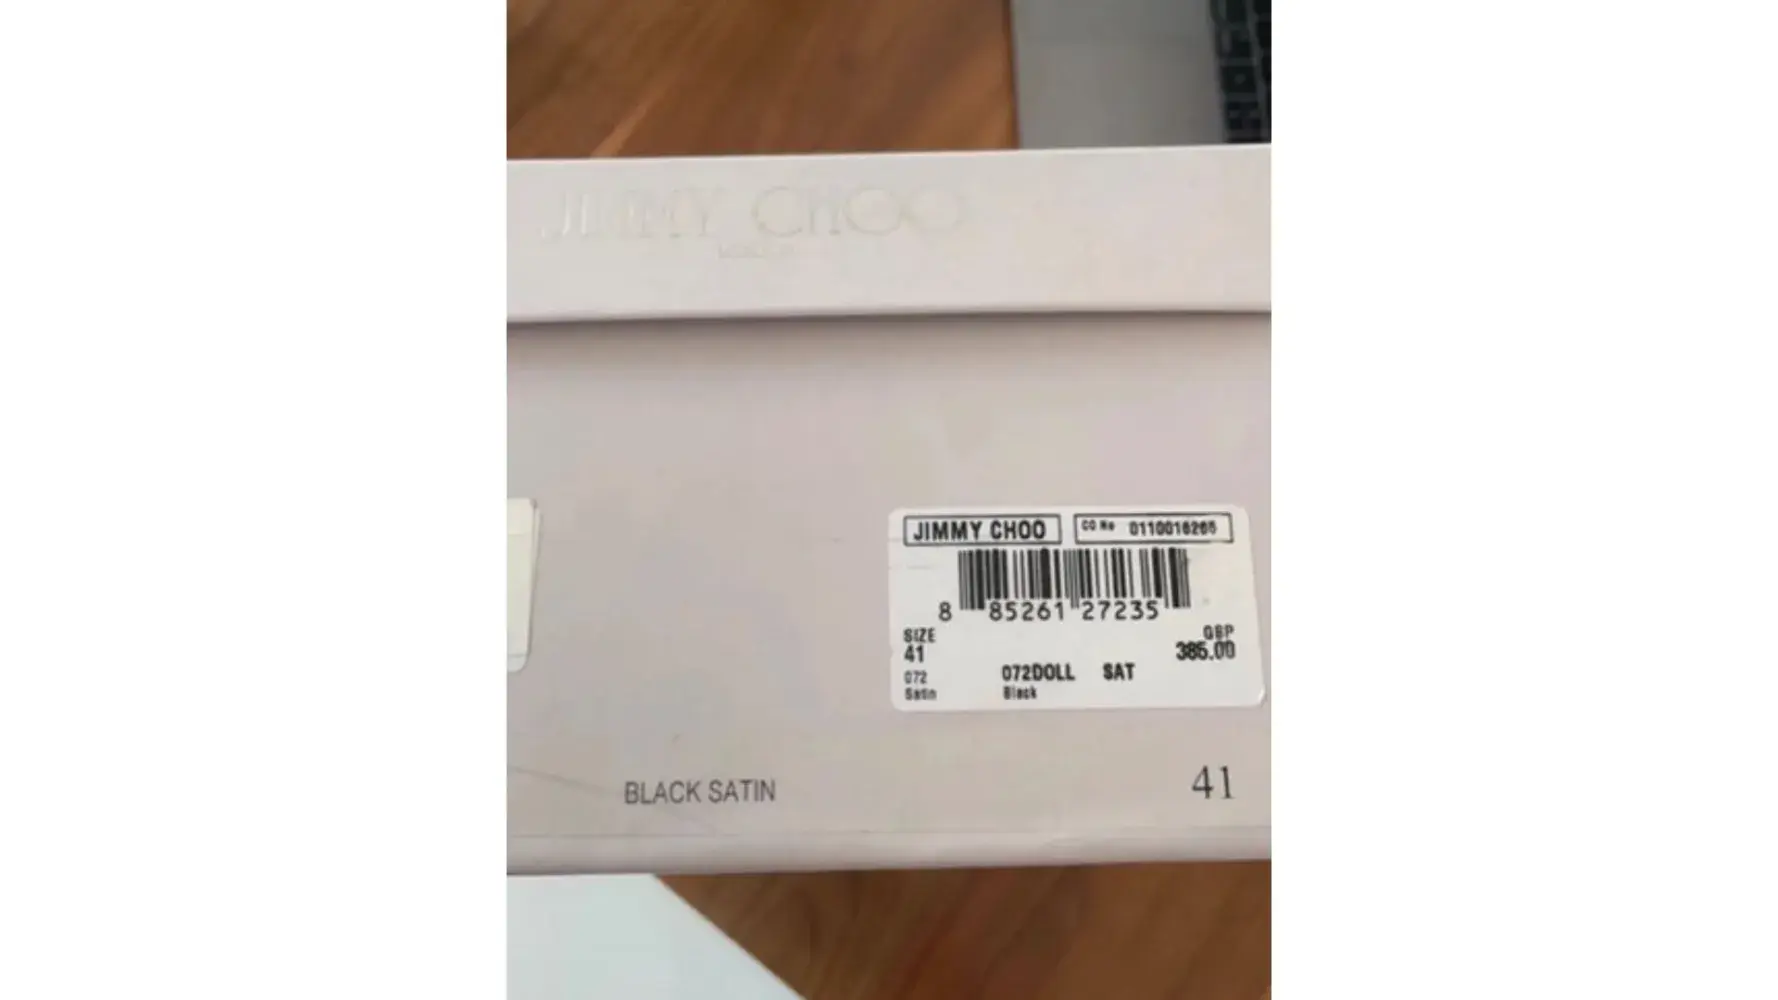 JIMMY CHOO
JIMMY CHOO CO No 0110016265
8 85261 27235
SIZE
41
GBP
385.00
072 072DOLL SAT
Satin Black
BLACK SATIN
41